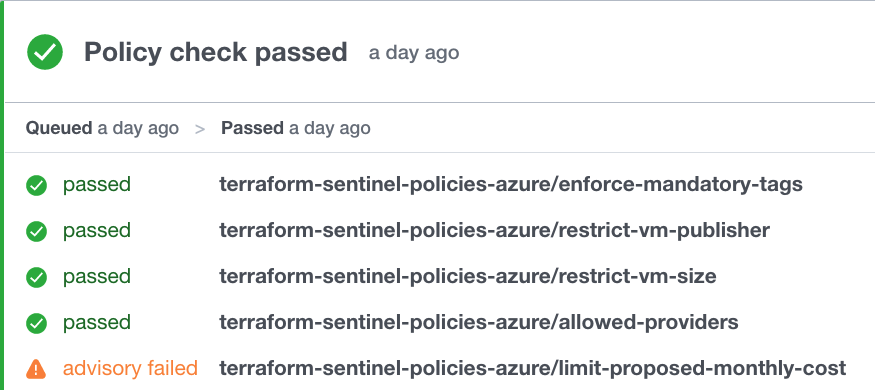 Policy check passed a day ago
Queued a day ago > Passed a day ago
passed terraform-sentinel-policies-azure/enforce-mandatory-tags
passed terraform-sentinel-policies-azure/restrict-vm-publisher
passed terraform-sentinel-policies-azure/restrict-vm-size
passed terraform-sentinel-policies-azure/allowed-providers
advisory failed terraform-sentinel-policies-azure/limit-proposed-monthly-cost